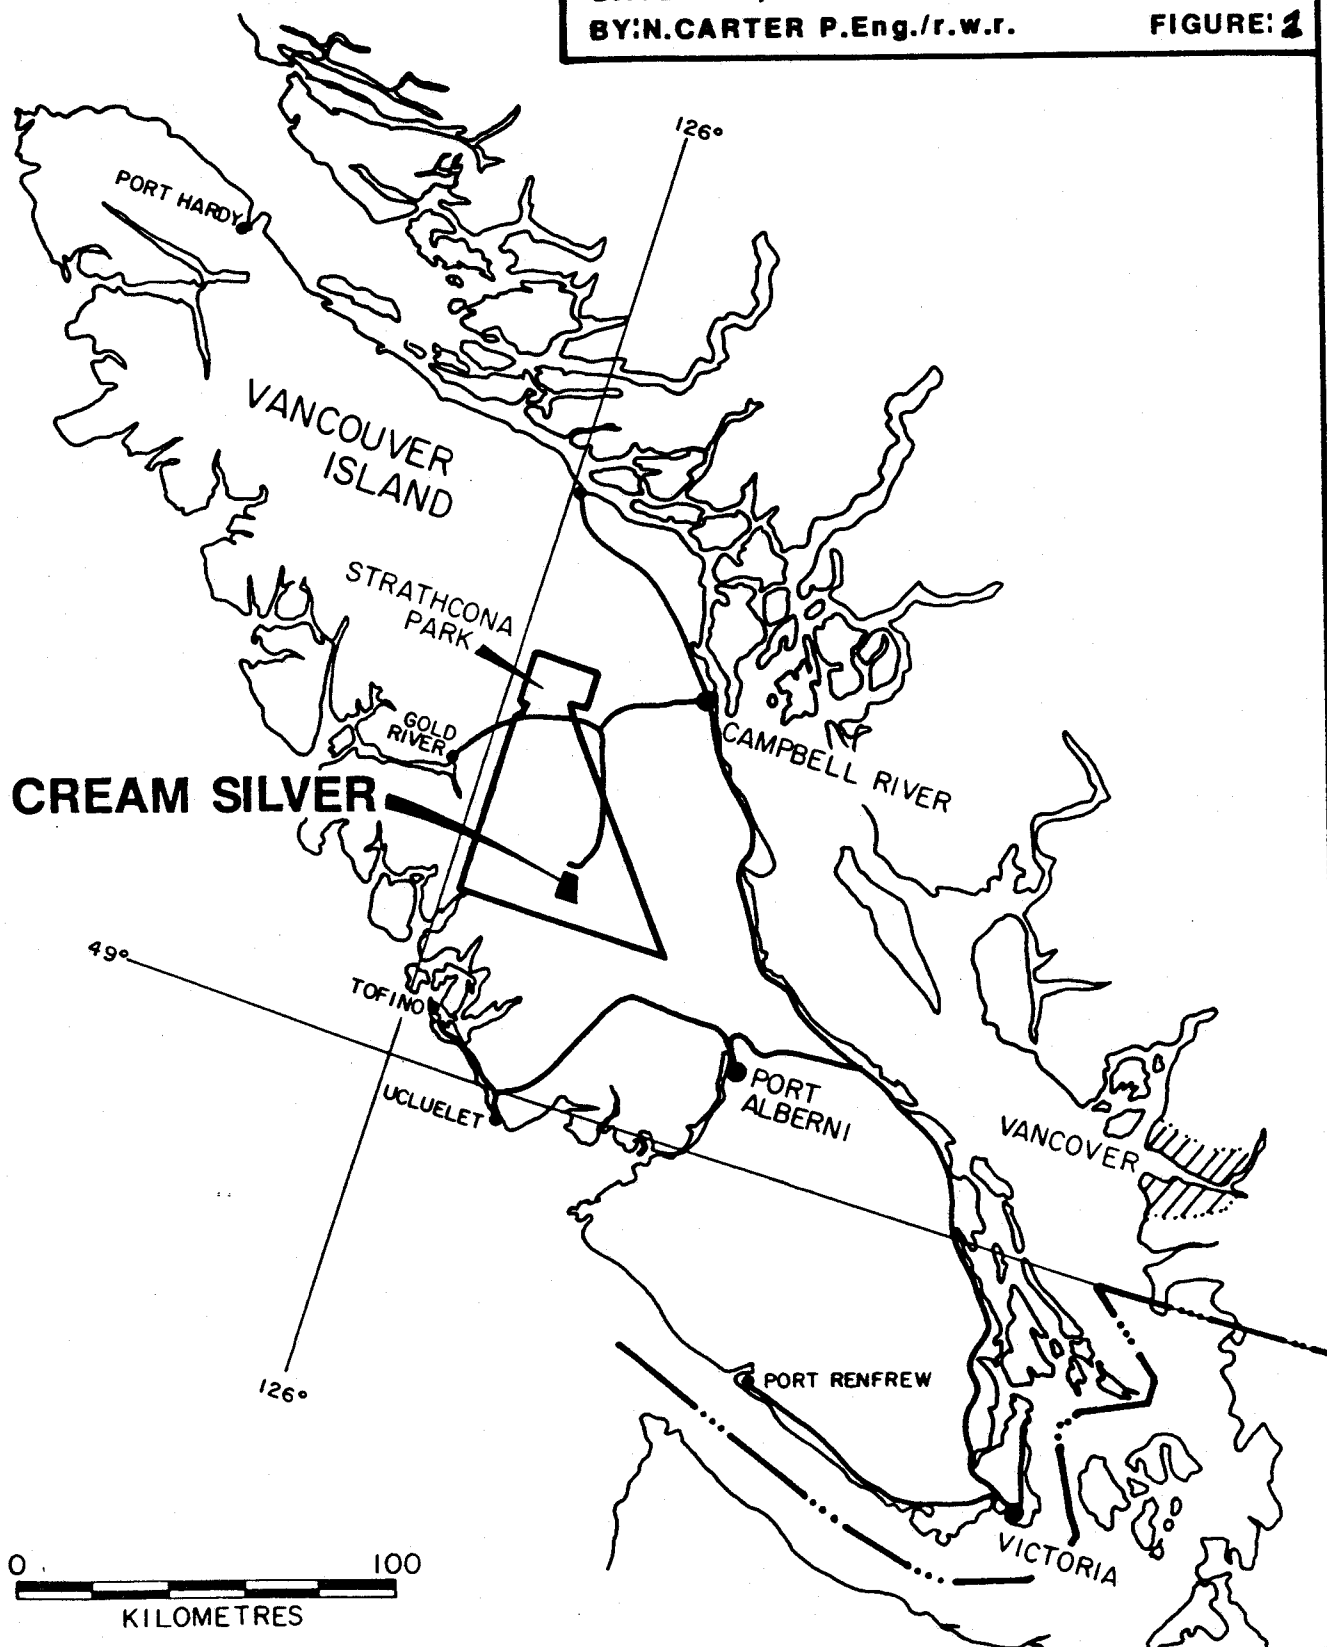 BY:N.CARTER P.Eng./r.w.r. FIGURE: 1
126°
PORT HARDY
VANCOUVER
ISLAND
STRATHCONA
PARK
GOLD
RIVER
CAMPBELL RIVER
CREAM SILVER
49°
TOFINO
UCLUELET
PORT
ALBERNI
VANCOVER
126°
PORT RENFREW
VICTORIA
0 100
KILOMETRES